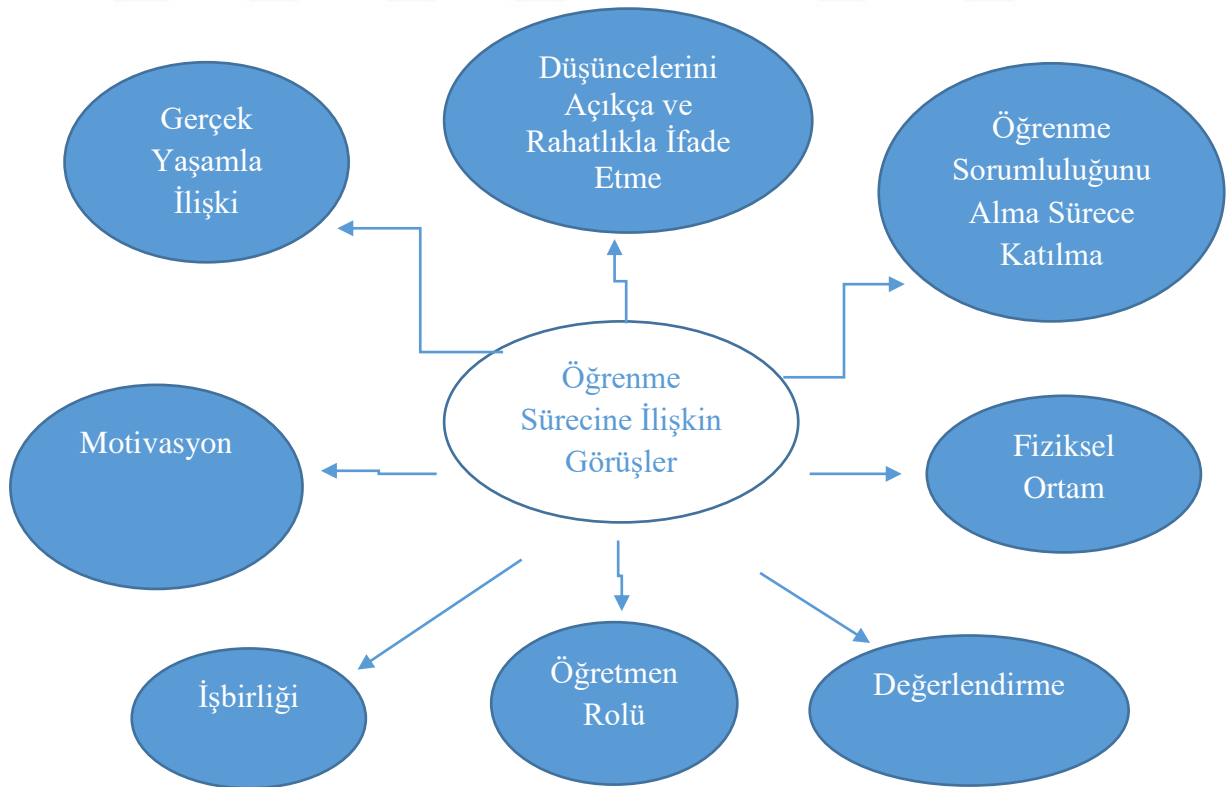 Düşüncelerini
Açıkça ve
Rahatlıkla İfade
Etme
Gerçek
Yaşamla
İlişki
Öğrenme
Sorumluluğunu
Alma Sürece
Katılma
Öğrenme
Sürecine İlişkin
Görüşler
Motivasyon
Fiziksel
Ortam
İşbirliği
Öğretmen
Rolü
Değerlendirme